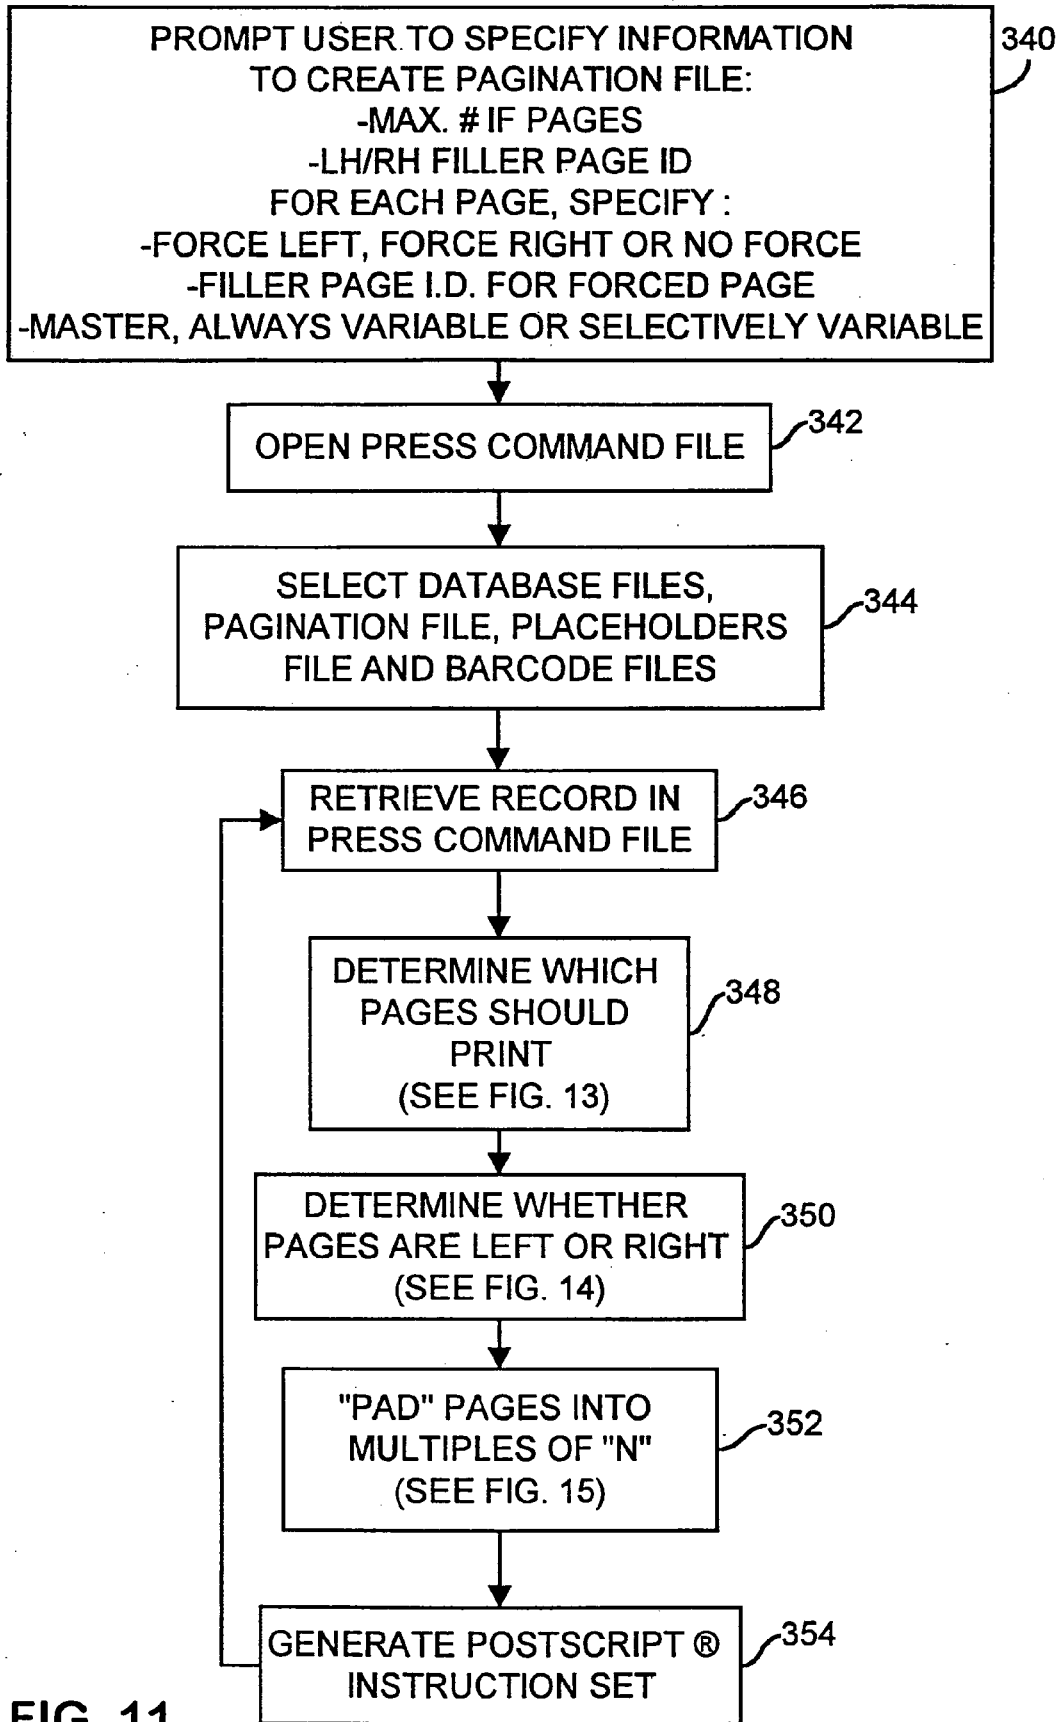 PROMPT USER TO SPECIFY INFORMATION
TO CREATE PAGINATION FILE:
-MAX. # IF PAGES
-LH/RH FILLER PAGE ID
FOR EACH PAGE, SPECIFY :
-FORCE LEFT, FORCE RIGHT OR NO FORCE
-FILLER PAGE I.D. FOR FORCED PAGE
-MASTER, ALWAYS VARIABLE OR SELECTIVELY VARIABLE
340
OPEN PRESS COMMAND FILE
342
SELECT DATABASE FILES,
PAGINATION FILE, PLACEHOLDERS
FILE AND BARCODE FILES
344
RETRIEVE RECORD IN
PRESS COMMAND FILE
346
DETERMINE WHICH
PAGES SHOULD
PRINT
(SEE FIG. 13)
348
DETERMINE WHETHER
PAGES ARE LEFT OR RIGHT
(SEE FIG. 14)
350
"PAD" PAGES INTO
MULTIPLES OF "N"
(SEE FIG. 15)
352
GENERATE POSTSCRIPT ®
INSTRUCTION SET
354
FIG. 11